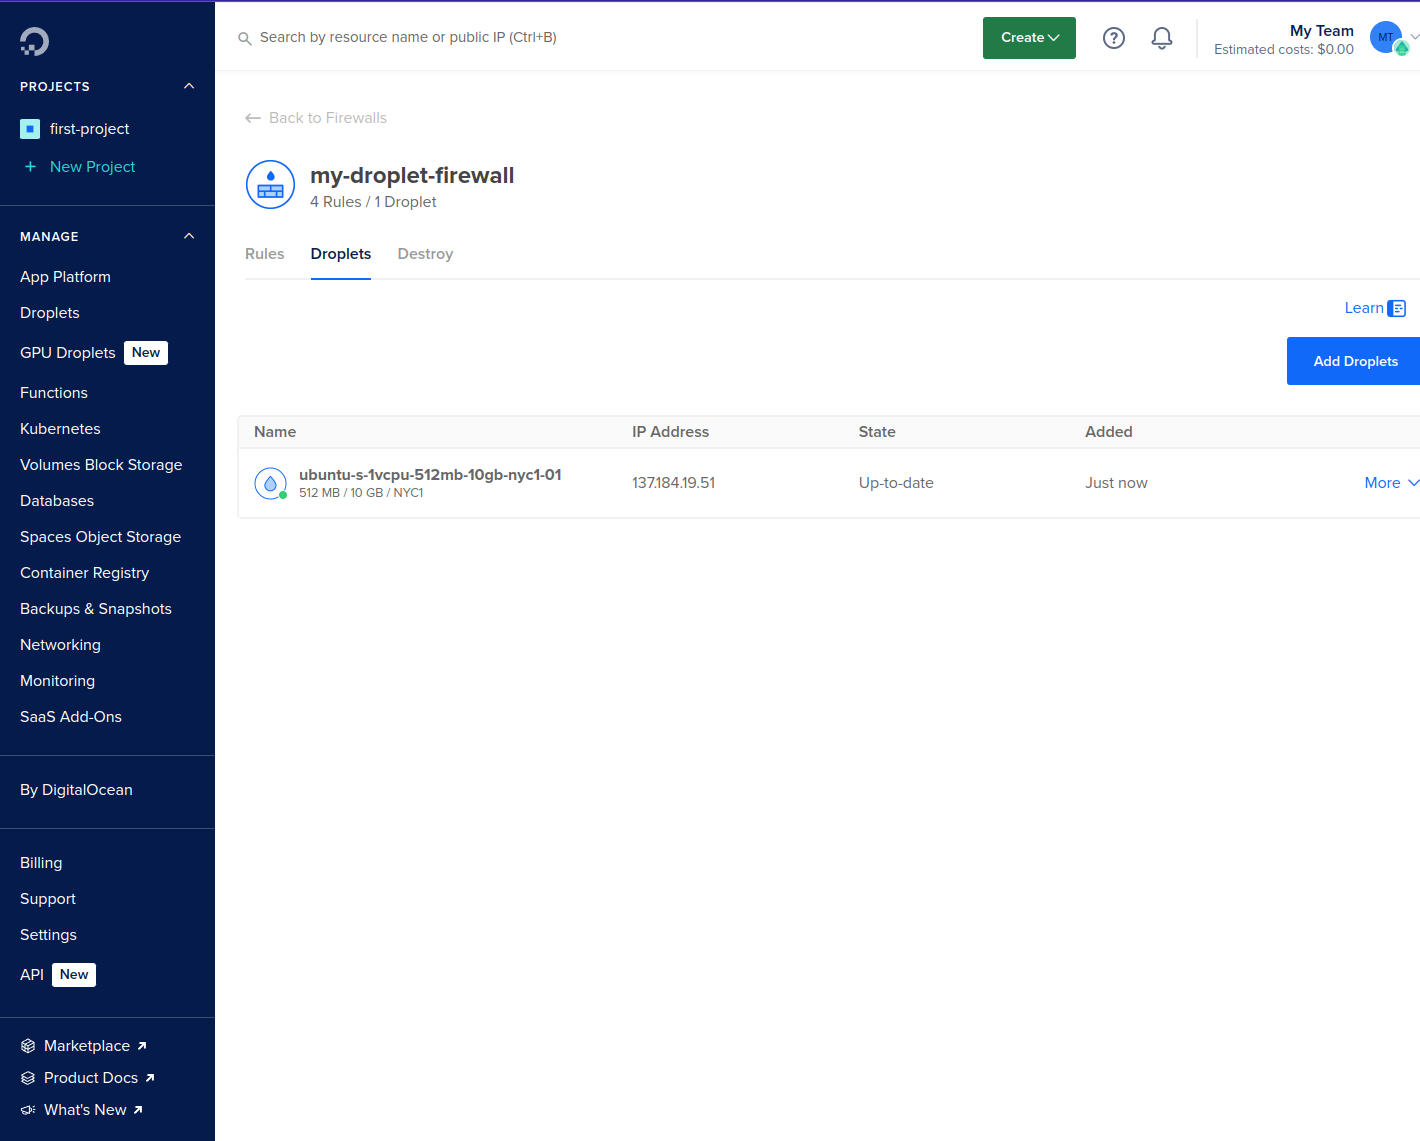 Search by resource name or public IP (Ctrl+B)
Create
My Team
Estimated costs: $0.00
MT
PROJECTS
first-project
+ New Project
MANAGE
App Platform
Droplets
GPU Droplets New
Functions
Kubernetes
Volumes Block Storage
Databases
Spaces Object Storage
Container Registry
Backups & Snapshots
Networking
Monitoring
SaaS Add-Ons
By DigitalOcean
Billing
Support
Settings
API New
Marketplace
Product Docs
What's New
← Back to Firewalls
my-droplet-firewall
4 Rules / 1 Droplet
Rules Droplets Destroy
Learn
Add Droplets
Name IP Address State Added
ubuntu-s-1vcpu-512mb-10gb-nyc1-01
512 MB / 10 GB / NYC1
137.184.19.51 Up-to-date Just now More